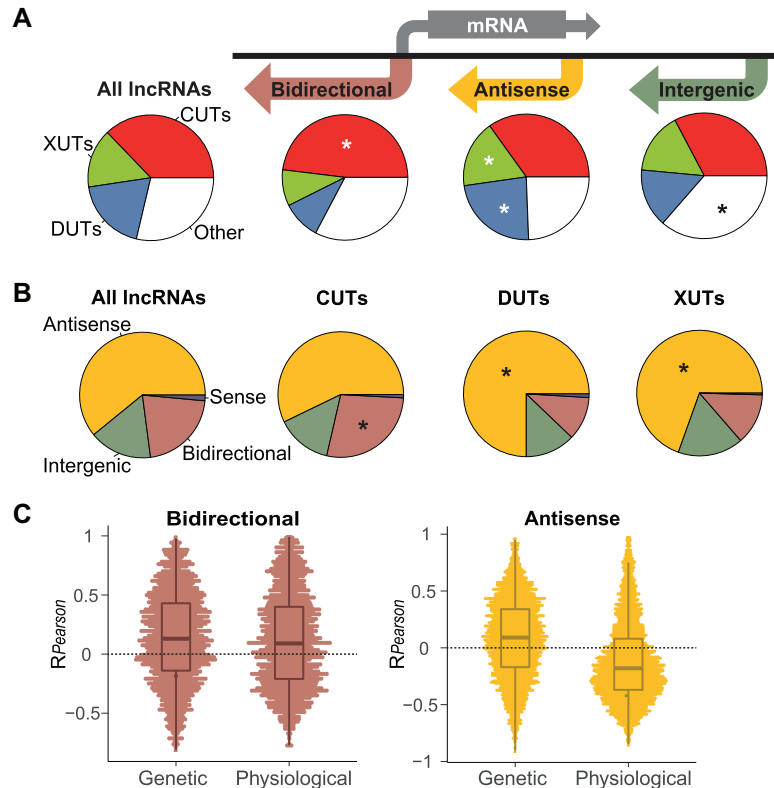 A
mRNA
All lncRNAs
Bidirectional
Antisense
Intergenic
CUTs
XUTs
*
*
DUTs
*
*
Other
B
All lncRNAs
CUTs
DUTs
XUTs
Antisense
*
*
Sense
*
Bidirectional
Intergenic
C
Bidirectional
Antisense
1
0.5
0
−0.5
RPearson
Genetic
Physiological
1
0.5
0
−0.5
−1
RPearson
Genetic
Physiological